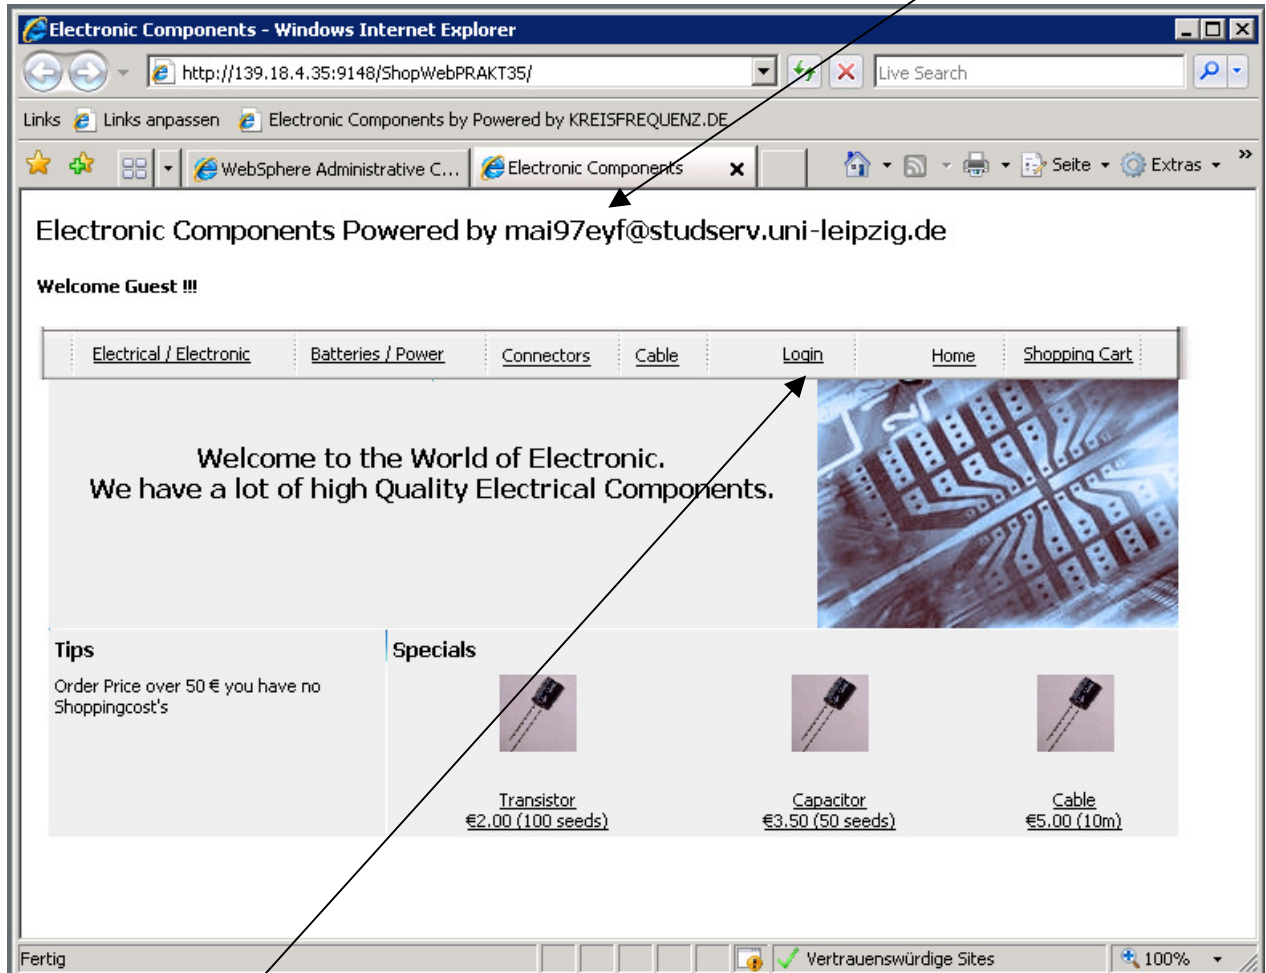 Electronic Components - Windows Internet Explorer
http://139.18.4.35:9148/ShopWebPRAKT35/
Live Search
Links Links anpassen Electronic Components by Powered by KREISFREQUENZ.DE
WebSphere Administrative C... Electronic Components Seite Extras »
Electronic Components Powered by mai97eyf@studserv.uni-leipzig.de
Welcome Guest !!!
Electrical / Electronic Batteries / Power Connectors Cable Login Home Shopping Cart
Welcome to the World of Electronic.
We have a lot of high Quality Electrical Components.
Tips
Order Price over 50 € you have no
Shoppingcost's
Specials
Transistor
€2.00 (100 seeds)
Capacitor
€3.50 (50 seeds)
Cable
€5.00 (10m)
Fertig Vertrauenswürdige Sites 100%